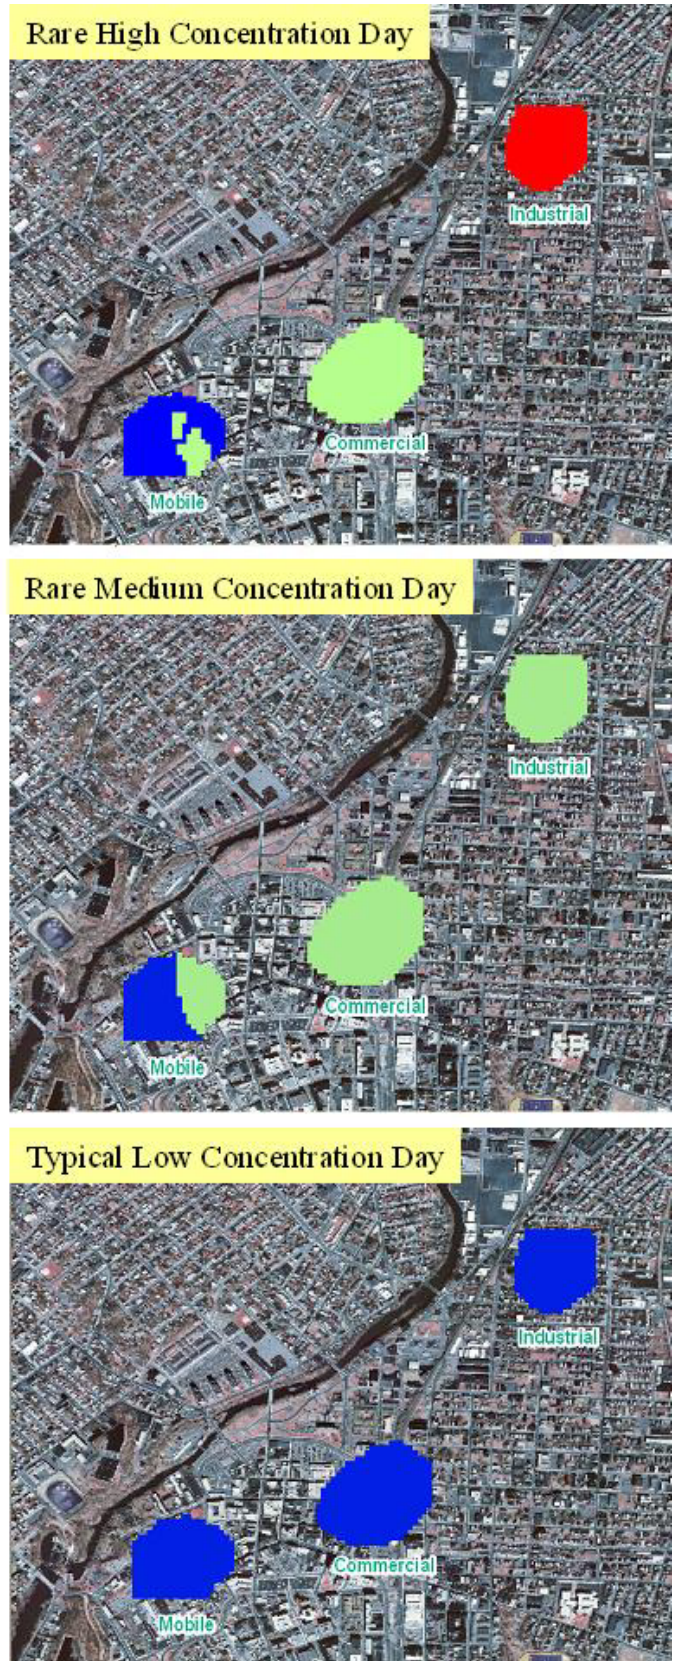 Rare High Concentration Day
Industrial
Commercial
Mobile
Rare Medium Concentration Day
Industrial
Commercial
Mobile
Typical Low Concentration Day
Industrial
Commercial
Mobile